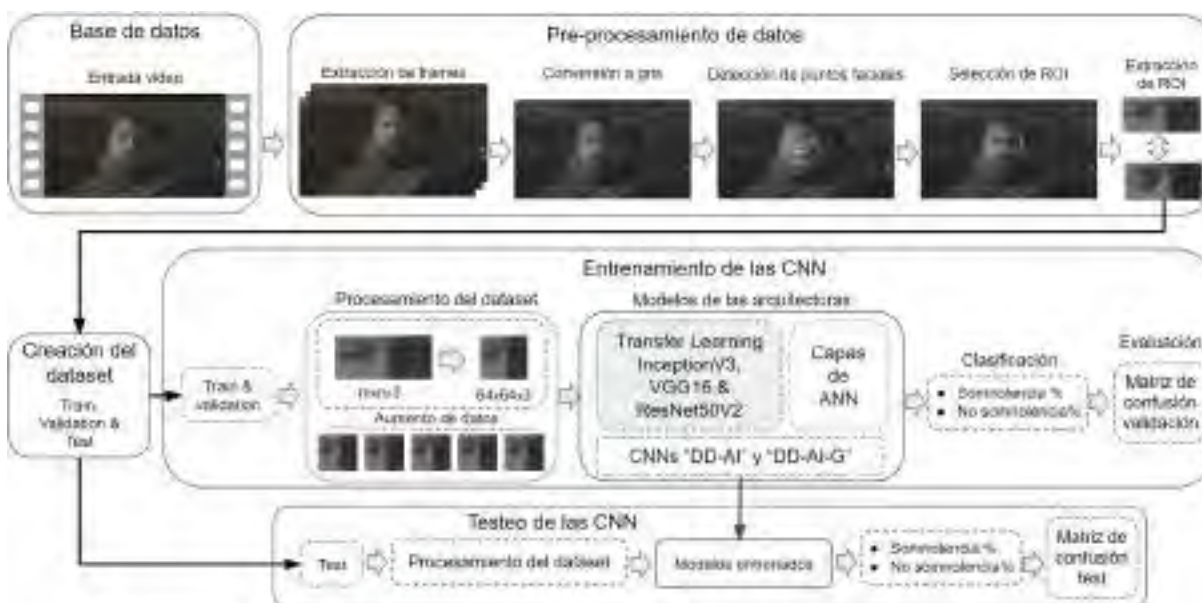 Base de datos
Entrada vídeo
Pre-procesamiento de datos
Extracción de frames
Conversión a gris
Detección de puntos faciales
Selección de ROI
Extracción
de ROI
Entrenamiento de las CNN
Creación del
dataset
Train,
Validation &
Test
Train &
validation
Procesamiento del dataset
64x64x3
Aumento de datos
Modelos de las arquitecturas
Transfer Learning
InceptionV3,
VGG16 &
ResNet50V2
Capas
de
ANN
CNNs "DD-AI" y "DD-AI-G"
Clasificación
• Somnolencia %
• No somnolencia%
Evaluación
Matriz de
confusión
validación
Testeo de las CNN
Test
Procesamiento del dataset
Modelos entrenados
• Somnolencia %
• No somnolencia%
Matriz de
confusión
test